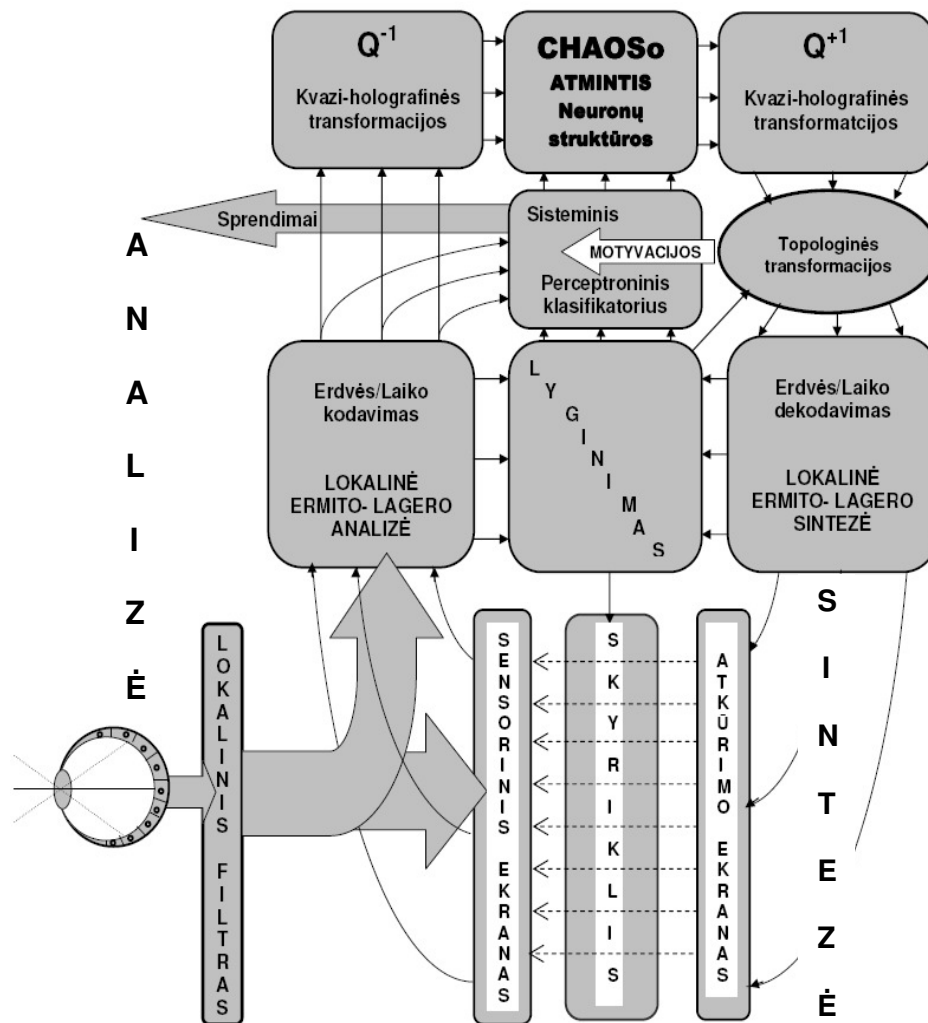 Q-1
Kvazi-holografinės
transformacijos
CHAOSo
ATMINTIS
Neuronų
struktūros
Q+1
Kvazi-holografinės
transformatcijos
Sprendimai
Sisteminis
MOTYVACIJOS
Perceptroninis
klasifikatorius
Topologinės
transformacijos
ANALIZĖ
Erdvės/Laiko
kodavimas
LOKALINĖ
ERMITO- LAGERO
ANALIZĖ
LYGINIMAS
Erdvės/Laiko
dekodavimas
LOKALINĖ
ERMITO- LAGERO
SINTEZĖ
LOKALINIS FILTRAS
SENSORINIS EKRANAS
SKYRIKLIS
ATKŪRIMO EKRANAS
SINTEZĖ